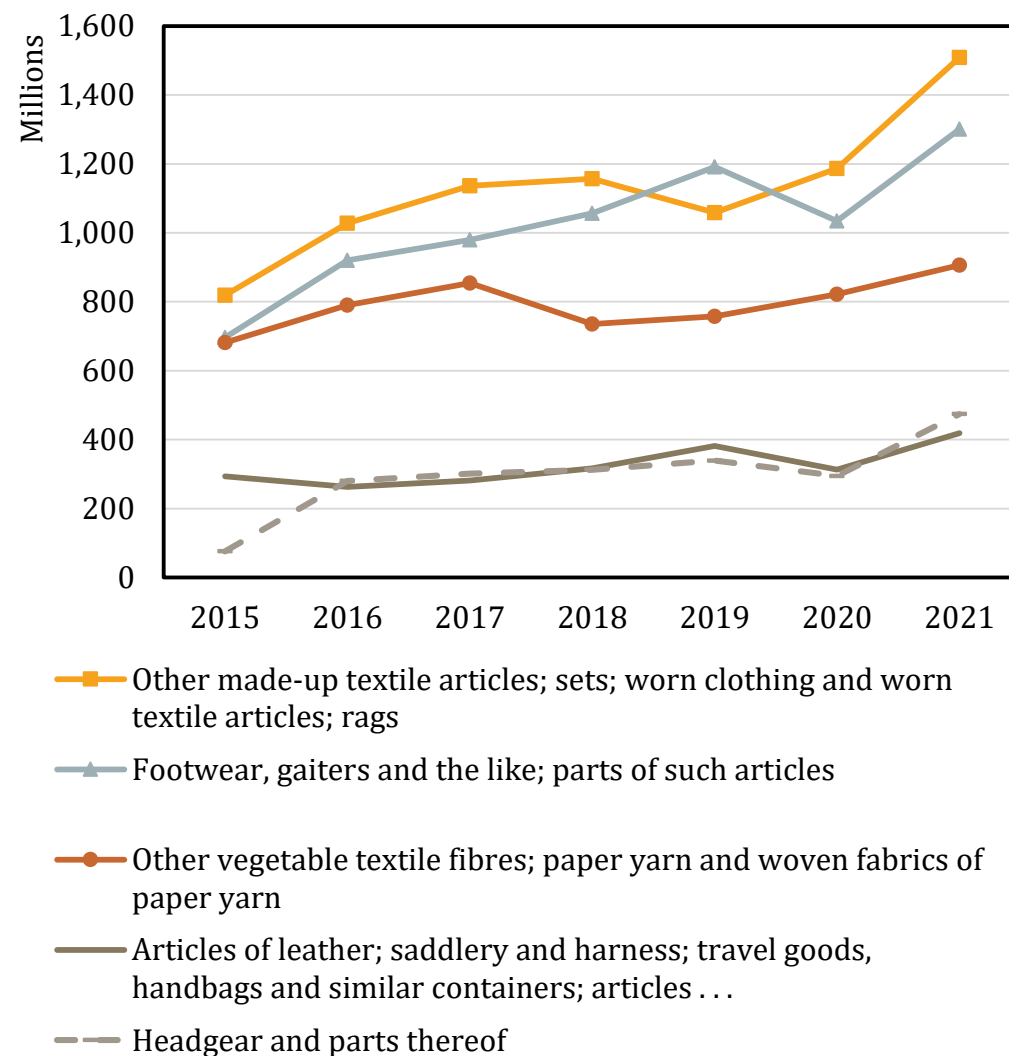 Millions
1,600
1,400
1,200
1,000
800
600
400
200
0
2015 2016 2017 2018 2019 2020 2021
Other made-up textile articles; sets; worn clothing and worn
textile articles; rags
Footwear, gaiters and the like; parts of such articles
Other vegetable textile fibres; paper yarn and woven fabrics of
paper yarn
Articles of leather; saddlery and harness; travel goods,
handbags and similar containers; articles . . .
Headgear and parts thereof